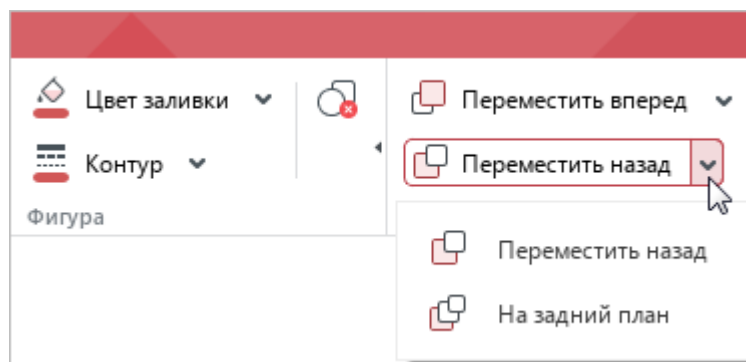 Цвет заливки
Контур
Фигура
Переместить вперед
Переместить назад
Переместить назад
На задний план